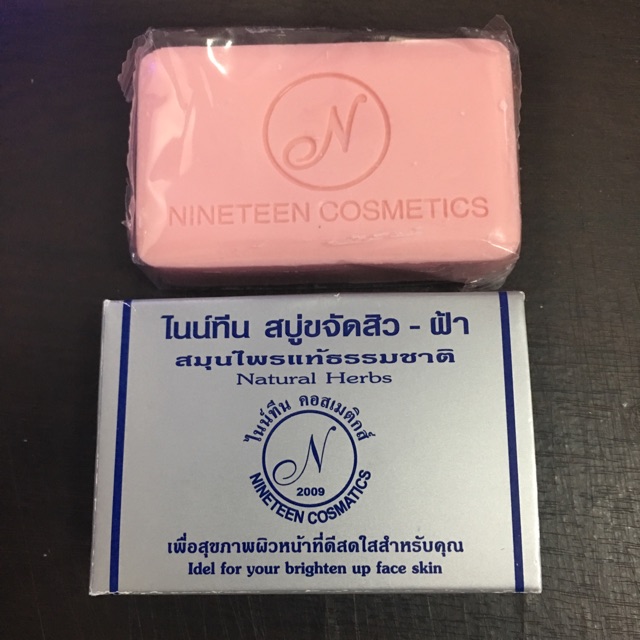 N
NINETEEN COSMETICS
ไนน์ทีน สบู่ขจัดสิว - ฝ้า
สมุนไพรแท้ธรรมชาติ
Natural Herbs
ไนน์ทีน คอสเมติกส์
N
2009
NINETEEN COSMATICS
เพื่อสุขภาพผิวหน้าที่ดีสดใสสำหรับคุณ
Idel for your brighten up face skin